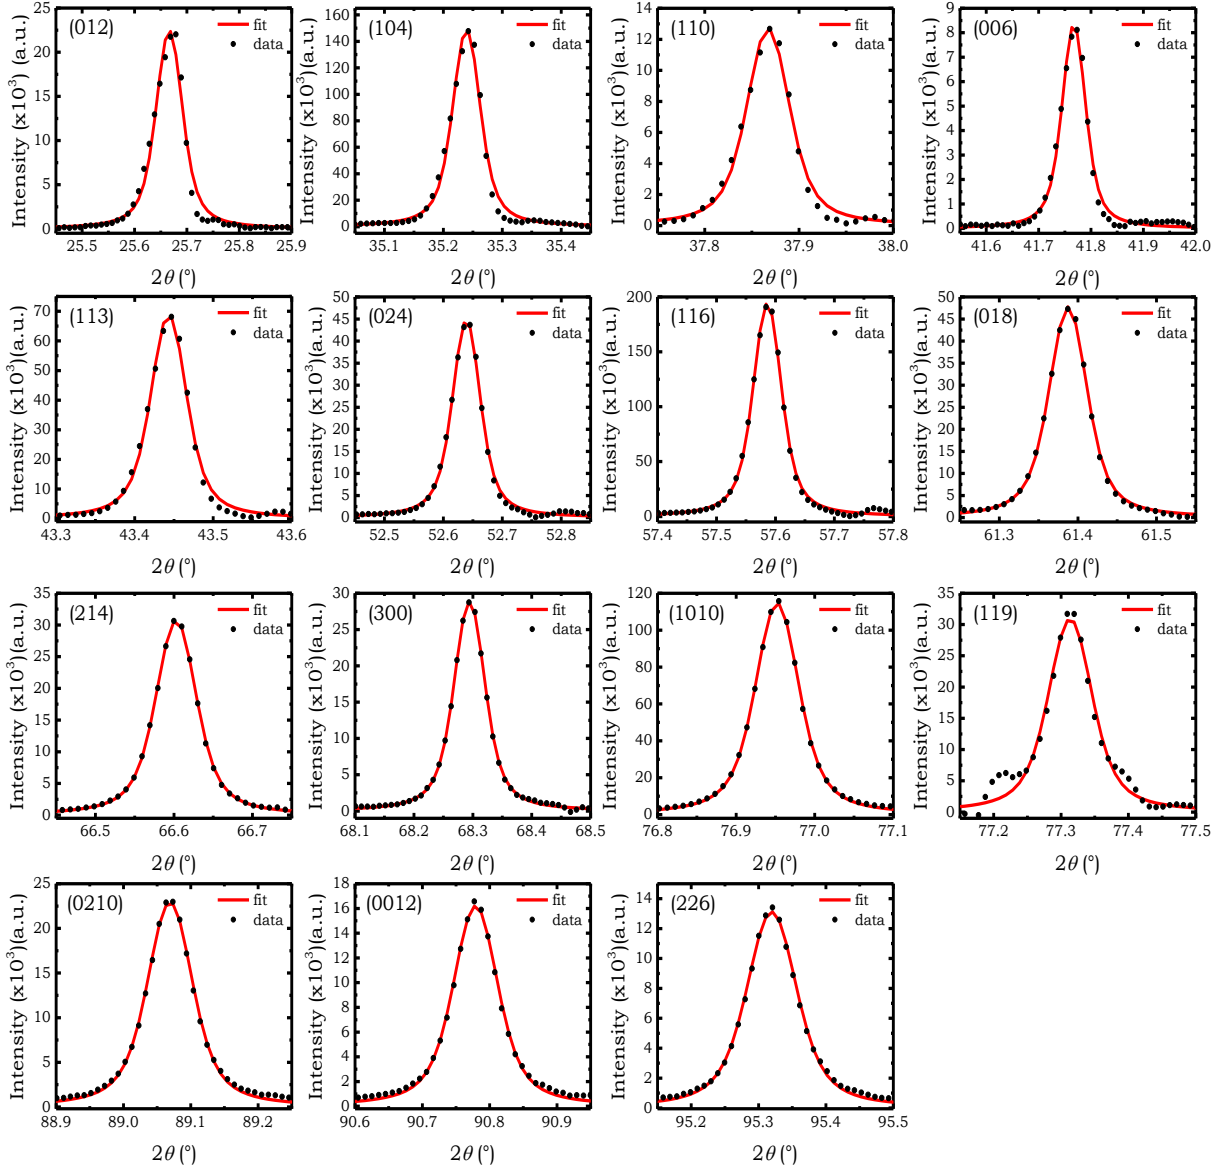 (012)
fit
data
Intensity (x10³) (a.u.)
25
20
15
10
5
0
25.5 25.6 25.7 25.8 25.9
2θ (°)
(104)
fit
data
Intensity (x10³)(a.u.)
160
140
120
100
80
60
40
20
0
35.1 35.2 35.3 35.4
2θ (°)
(110)
fit
data
Intensity (x10³)(a.u.)
14
12
10
8
6
4
2
0
37.8 37.9 38.0
2θ (°)
(006)
fit
data
Intensity (x10³)(a.u.)
9
8
7
6
5
4
3
2
1
0
41.6 41.7 41.8 41.9 42.0
2θ (°)
(113)
fit
data
Intensity (x10³)(a.u.)
70
60
50
40
30
20
10
0
43.3 43.4 43.5 43.6
2θ (°)
(024)
fit
data
Intensity (x10³)(a.u.)
50
45
40
35
30
25
20
15
10
5
0
52.5 52.6 52.7 52.8
2θ (°)
(116)
fit
data
Intensity (x10³)(a.u.)
200
150
100
50
0
57.4 57.5 57.6 57.7 57.8
2θ (°)
(018)
fit
data
Intensity (x10³)(a.u.)
50
45
40
35
30
25
20
15
10
5
0
61.3 61.4 61.5
2θ (°)
(214)
fit
data
Intensity (x10³)(a.u.)
35
30
25
20
15
10
5
0
66.5 66.6 66.7
2θ (°)
(300)
fit
data
Intensity (x10³)(a.u.)
30
25
20
15
10
5
0
68.1 68.2 68.3 68.4 68.5
2θ (°)
(1010)
fit
data
Intensity (x10³)(a.u.)
120
100
80
60
40
20
0
76.8 76.9 77.0 77.1
2θ (°)
(119)
fit
data
Intensity (x10³)(a.u.)
35
30
25
20
15
10
5
0
77.2 77.3 77.4 77.5
2θ (°)
(0210)
fit
data
Intensity (x10³)(a.u.)
25
20
15
10
5
0
88.9 89.0 89.1 89.2
2θ (°)
(0012)
fit
data
Intensity (x10³)(a.u.)
18
16
14
12
10
8
6
4
2
0
90.6 90.7 90.8 90.9
2θ (°)
(226)
fit
data
Intensity (x10³)(a.u.)
14
12
10
8
6
4
2
0
95.2 95.3 95.4 95.5
2θ (°)